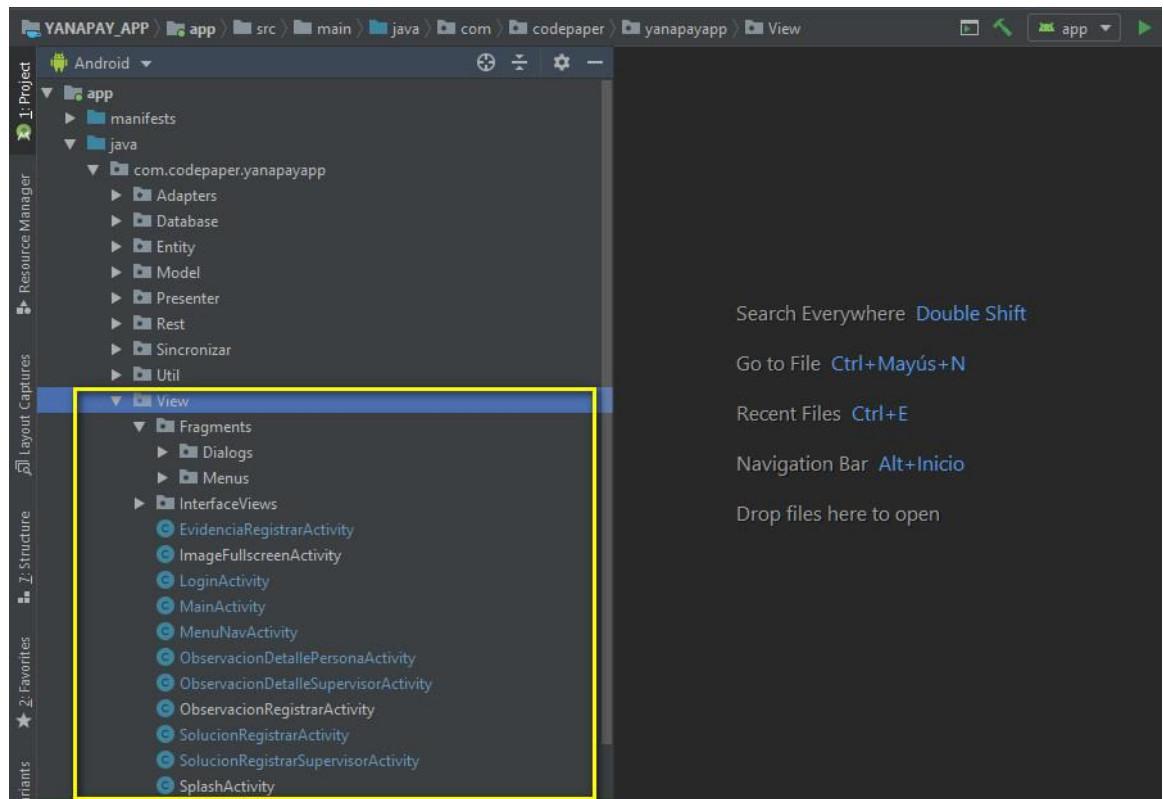 YANAPAY_APP app src main java com codepaper yanapayapp View app
Android
1: Project
Resource Manager
Layout Captures
7: Structure
2: Favorites
app
manifests
java
com.codepaper.yanapayapp
Adapters
Database
Entity
Model
Presenter
Rest
Sincronizar
Util
View
Fragments
Dialogs
Menus
InterfaceViews
EvidenciaRegistrarActivity
ImageFullscreenActivity
LoginActivity
MainActivity
MenuNavActivity
ObservacionDetallePersonaActivity
ObservacionDetalleSupervisorActivity
ObservacionRegistrarActivity
SolucionRegistrarActivity
SolucionRegistrarSupervisorActivity
SplashActivity
Search Everywhere Double Shift
Go to File Ctrl+Mayús+N
Recent Files Ctrl+E
Navigation Bar Alt+Inicio
Drop files here to open